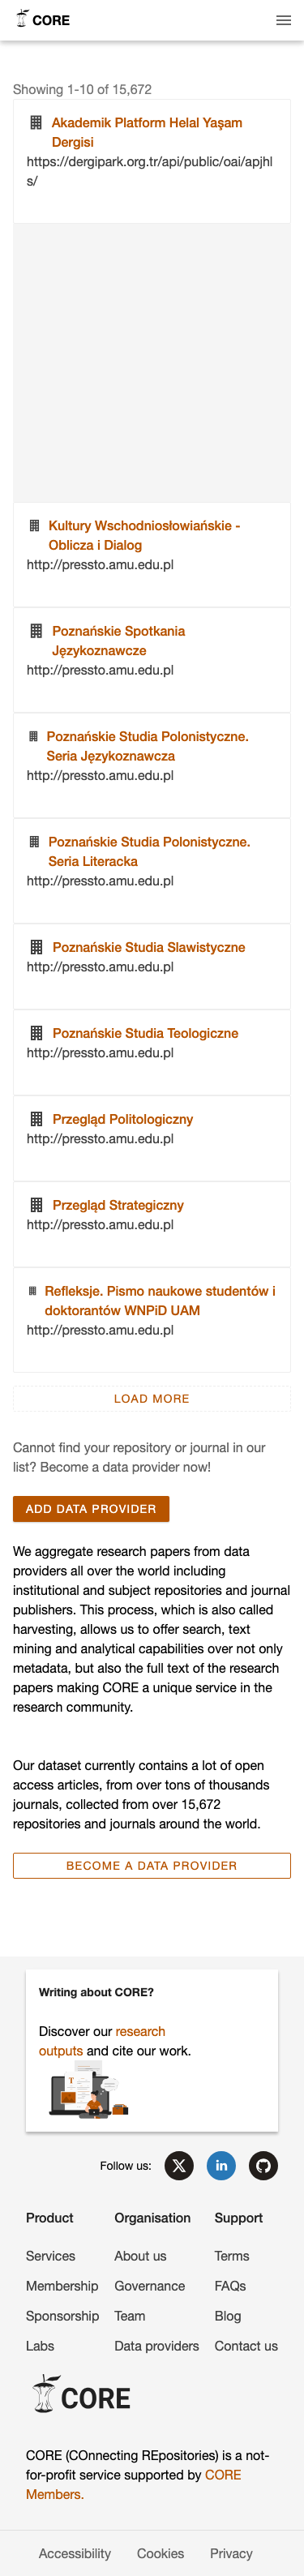 CORE
Showing 1-10 of 15,672
Akademik Platform Helal Yaşam
Dergisi
https://dergipark.org.tr/api/public/oai/apjhl
s/
Kultury Wschodniosłowiańskie -
Oblicza i Dialog
http://pressto.amu.edu.pl
Poznańskie Spotkania
Językoznawcze
http://pressto.amu.edu.pl
Poznańskie Studia Polonistyczne.
Seria Językoznawcza
http://pressto.amu.edu.pl
Poznańskie Studia Polonistyczne.
Seria Literacka
http://pressto.amu.edu.pl
Poznańskie Studia Slawistyczne
http://pressto.amu.edu.pl
Poznańskie Studia Teologiczne
http://pressto.amu.edu.pl
Przegląd Politologiczny
http://pressto.amu.edu.pl
Przegląd Strategiczny
http://pressto.amu.edu.pl
Refleksje. Pismo naukowe studentów i
doktorantów WNPiD UAM
http://pressto.amu.edu.pl
LOAD MORE
Cannot find your repository or journal in our
list? Become a data provider now!
ADD DATA PROVIDER
We aggregate research papers from data
providers all over the world including
institutional and subject repositories and journal
publishers. This process, which is also called
harvesting, allows us to offer search, text
mining and analytical capabilities over not only
metadata, but also the full text of the research
papers making CORE a unique service in the
research community.
Our dataset currently contains a lot of open
access articles, from over tons of thousands
journals, collected from over 15,672
repositories and journals around the world.
BECOME A DATA PROVIDER
Writing about CORE?
Discover our research
outputs and cite our work.
Follow us:
Product Organisation Support
Services About us Terms
Membership Governance FAQs
Sponsorship Team Blog
Labs Data providers Contact us
CORE
CORE (COnnecting REpositories) is a not-
for-profit service supported by CORE
Members.
Accessibility Cookies Privacy